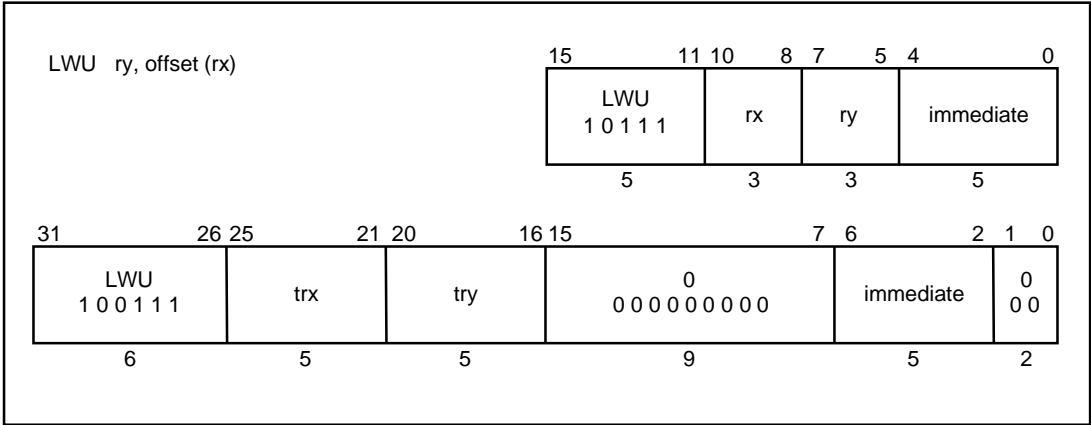 LWU ry, offset (rx)
15 11 10 8 7 5 4 0
LWU rx ry immediate
1 0 1 1 1
5 3 3 5
31 26 25 21 20 16 15 7 6 2 1 0
LWU trx try 0 immediate 0
1 0 0 1 1 1 0 0 0 0 0 0 0 0 0 0 0
6 5 5 9 5 2